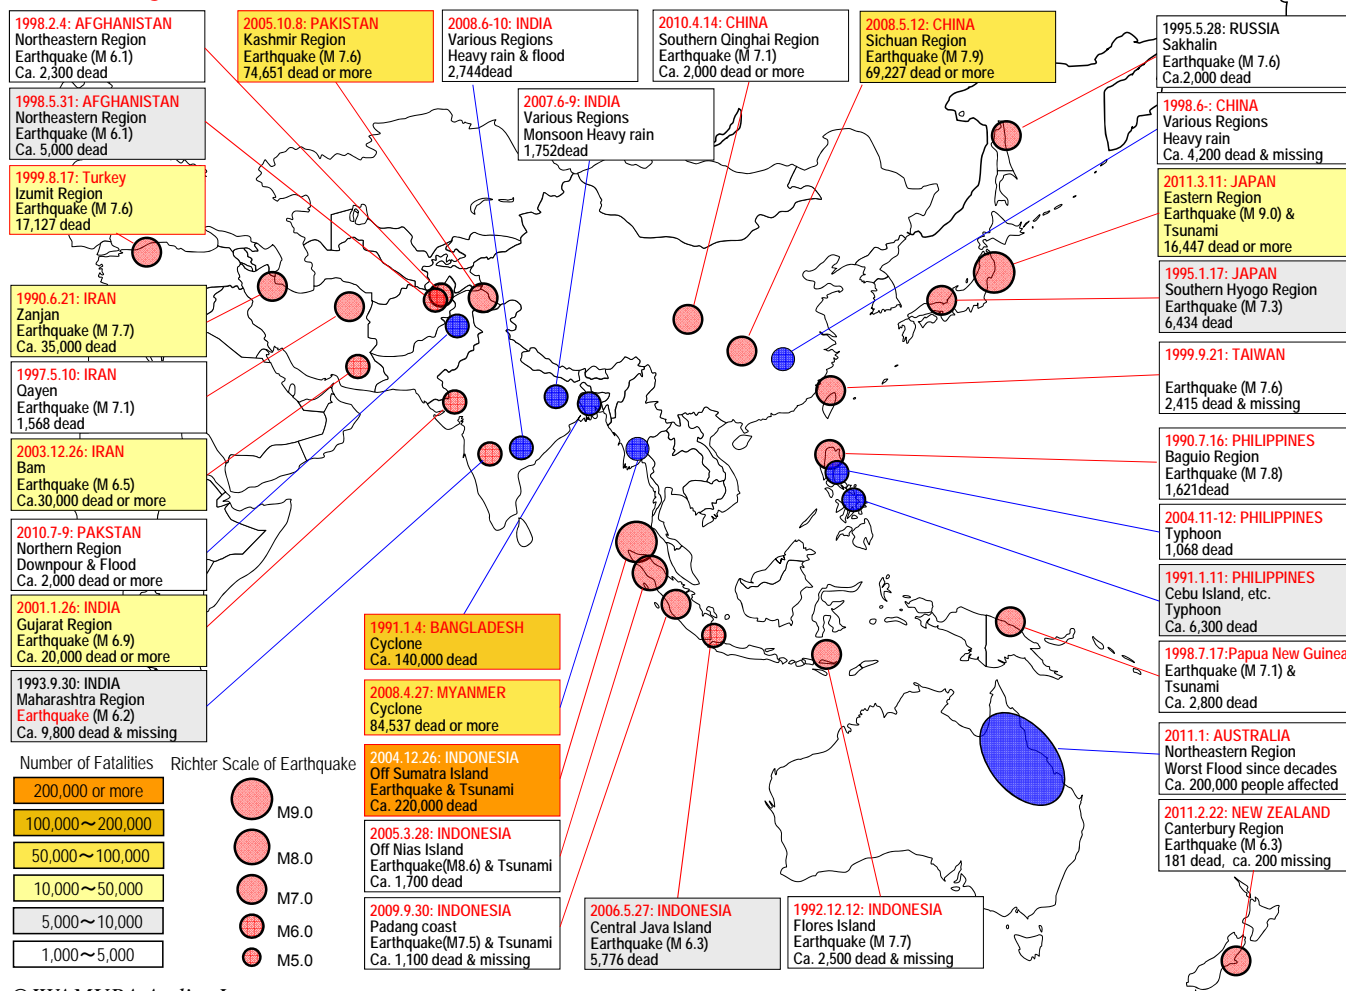 1998.2.4: AFGHANISTAN
Northeastern Region
Earthquake (M 6.1)
Ca. 2,300 dead
1998.5.31: AFGHANISTAN
Northeastern Region
Earthquake (M 6.1)
Ca. 5,000 dead
1999.8.17: Turkey
Izumit Region
Earthquake (M 7.6)
17,127 dead
1990.6.21: IRAN
Zanjan
Earthquake (M 7.7)
Ca. 35,000 dead
1997.5.10: IRAN
Qayen
Earthquake (M 7.1)
1,568 dead
2003.12.26: IRAN
Bam
Earthquake (M 6.5)
Ca.30,000 dead or more
2010.7-9: PAKSTAN
Northern Region
Downpour & Flood
Ca. 2,000 dead or more
2001.1.26: INDIA
Gujarat Region
Earthquake (M 6.9)
Ca. 20,000 dead or more
1993.9.30: INDIA
Maharashtra Region
Earthquake (M 6.2)
Ca. 9,800 dead & missing
2005.10.8: PAKISTAN
Kashmir Region
Earthquake (M 7.6)
74,651 dead or more
2008.6-10: INDIA
Various Regions
Heavy rain & flood
2,744dead
2007.6-9: INDIA
Various Regions
Monsoon Heavy rain
1,752dead
2010.4.14: CHINA
Southern Qinghai Region
Earthquake (M 7.1)
Ca. 2,000 dead or more
2008.5.12: CHINA
Sichuan Region
Earthquake (M 7.9)
69,227 dead or more
1995.5.28: RUSSIA
Sakhalin
Earthquake (M 7.6)
Ca.2,000 dead
1998.6-: CHINA
Various Regions
Heavy rain
Ca. 4,200 dead & missing
2011.3.11: JAPAN
Eastern Region
Earthquake (M 9.0) &
Tsunami
16,447 dead or more
1995.1.17: JAPAN
Southern Hyogo Region
Earthquake (M 7.3)
6,434 dead
1999.9.21: TAIWAN
Earthquake (M 7.6)
2,415 dead & missing
1990.7.16: PHILIPPINES
Baguio Region
Earthquake (M 7.8)
1,621dead
2004.11-12: PHILIPPINES
Typhoon
1,068 dead
1991.1.11: PHILIPPINES
Cebu Island, etc.
Typhoon
Ca. 6,300 dead
1998.7.17:Papua New Guinea
Earthquake (M 7.1) &
Tsunami
Ca. 2,800 dead
2011.1: AUSTRALIA
Northeastern Region
Worst Flood since decades
Ca. 200,000 people affected
2011.2.22: NEW ZEALAND
Canterbury Region
Earthquake (M 6.3)
181 dead, ca. 200 missing
1991.1.4: BANGLADESH
Cyclone
Ca. 140,000 dead
2008.4.27: MYANMER
Cyclone
84,537 dead or more
2004.12.26: INDONESIA
Off Sumatra Island
Earthquake & Tsunami
Ca. 220,000 dead
2005.3.28: INDONESIA
Off Nias Island
Earthquake(M8.6) & Tsunami
Ca. 1,700 dead
2009.9.30: INDONESIA
Padang coast
Earthquake(M7.5) & Tsunami
Ca. 1,100 dead & missing
2006.5.27: INDONESIA
Central Java Island
Earthquake (M 6.3)
5,776 dead
1992.12.12: INDONESIA
Flores Island
Earthquake (M 7.7)
Ca. 2,500 dead & missing
Number of Fatalities
200,000 or more
100,000～200,000
50,000～100,000
10,000～50,000
5,000～10,000
1,000～5,000
Richter Scale of Earthquake
M9.0
M8.0
M7.0
M6.0
M5.0